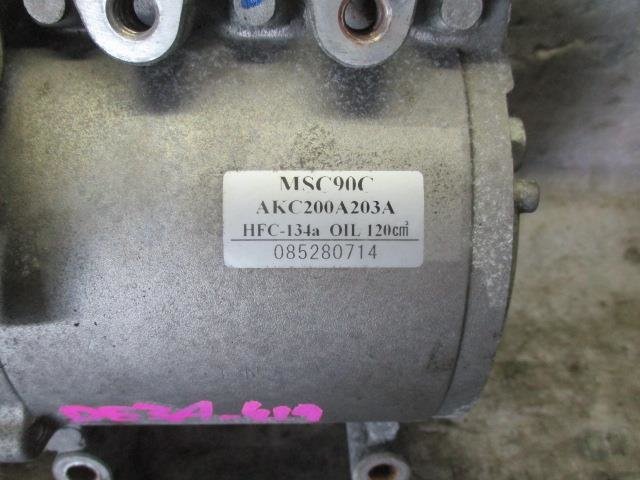 MSC90C
AKC200A203A
HFC-134a OIL 120cm³
085280714